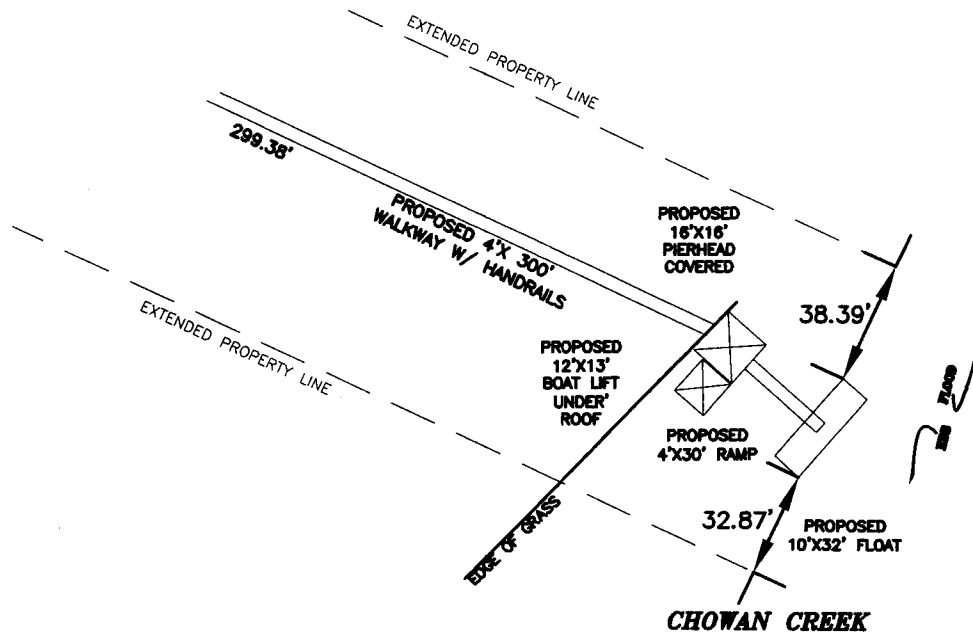 EXTENDED PROPERTY LINE
299.38'
PROPOSED 4'X 300'
WALKWAY W/ HANDRAILS
PROPOSED
16'X16'
PIERHEAD
COVERED
38.39'
EXTENDED PROPERTY LINE
PROPOSED
12'X13'
BOAT LIFT
UNDER'
ROOF
FLOOD
EBB
PROPOSED
4'X30' RAMP
32.87'
PROPOSED
10'X32' FLOAT
EDGE OF GRASS
CHOWAN CREEK